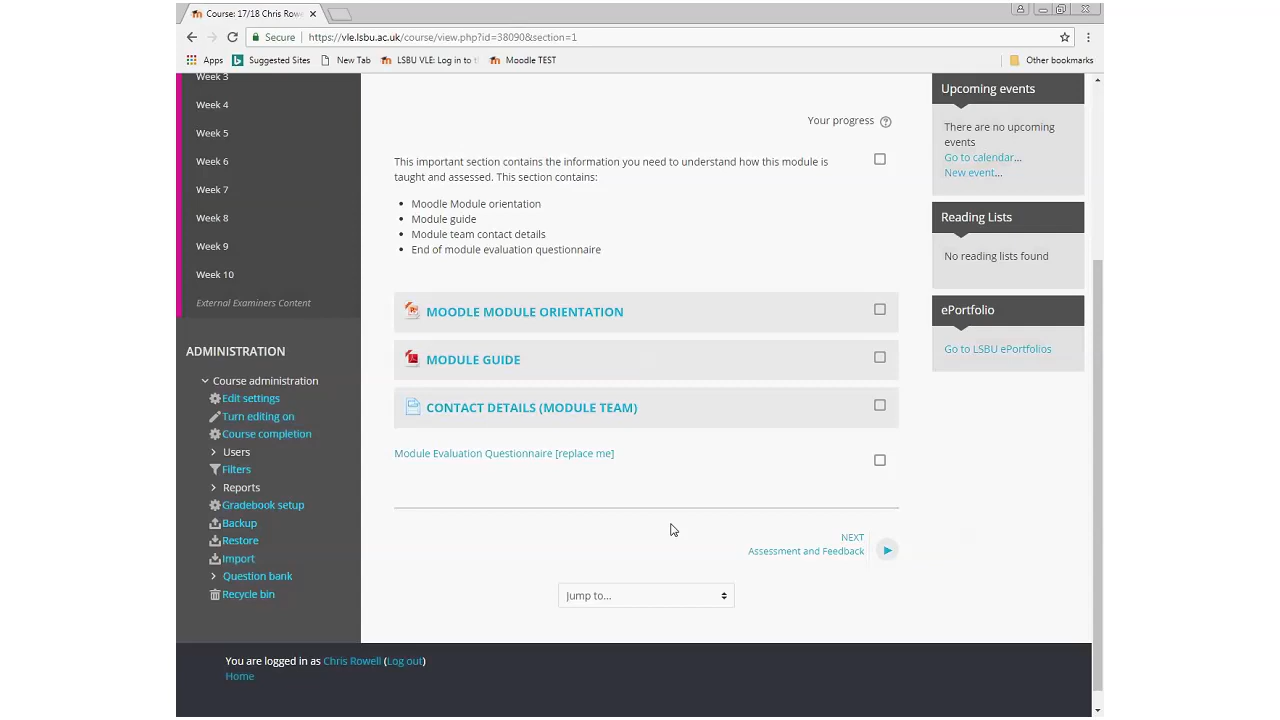 Course: 17/18 Chris Row
Secure
https://vle.lsbu.ac.uk/course/view.php?id=38090&section=1
Apps
Suggested Sites
New Tab
LSBU VLE: Log in to t
Moodle TEST
Other bookmarks
Week 3
Week 4
Week 5
Week 6
Week 7
Week 8
Week 9
Week 10
External Examiners Content
ADMINISTRATION
Course administration
Edit settings
Turn editing on
Course completion
Users
Filters
Reports
Gradebook setup
Backup
Restore
Import
Question bank
Recycle bin
Your progress
This important section contains the information you need to understand how this module is
taught and assessed. This section contains:
Moodle Module orientation
Module guide
Module team contact details
End of module evaluation questionnaire
MOODLE MODULE ORIENTATION
MODULE GUIDE
CONTACT DETAILS (MODULE TEAM)
Module Evaluation Questionnaire [replace me]
NEXT
Assessment and Feedback
Jump to...
Upcoming events
There are no upcoming
events
Go to calendar...
New event...
Reading Lists
No reading lists found
ePortfolio
Go to LSBU ePortfolios
You are logged in as Chris Rowell (Log out)
Home